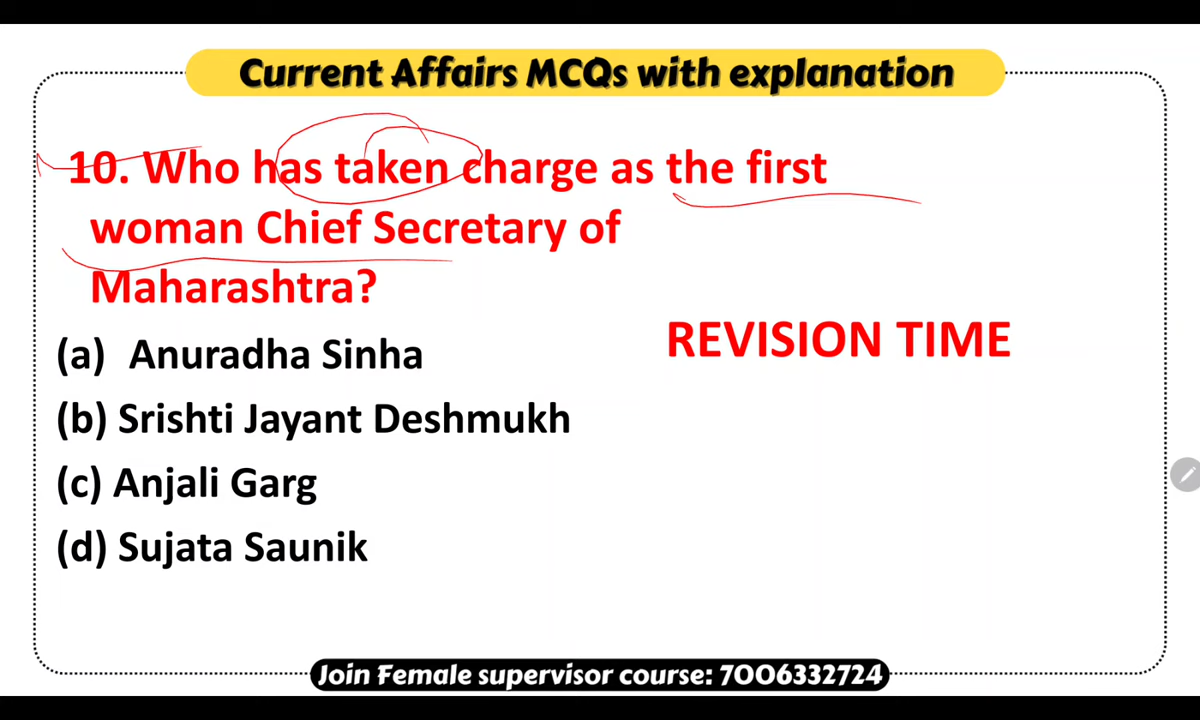 Current Affairs MCQs with explanation
10. Who has taken charge as the first
woman Chief Secretary of
Maharashtra?
REVISION TIME
(a) Anuradha Sinha
(b) Srishti Jayant Deshmukh
(c) Anjali Garg
(d) Sujata Saunik
Join Female supervisor course: 7006332724